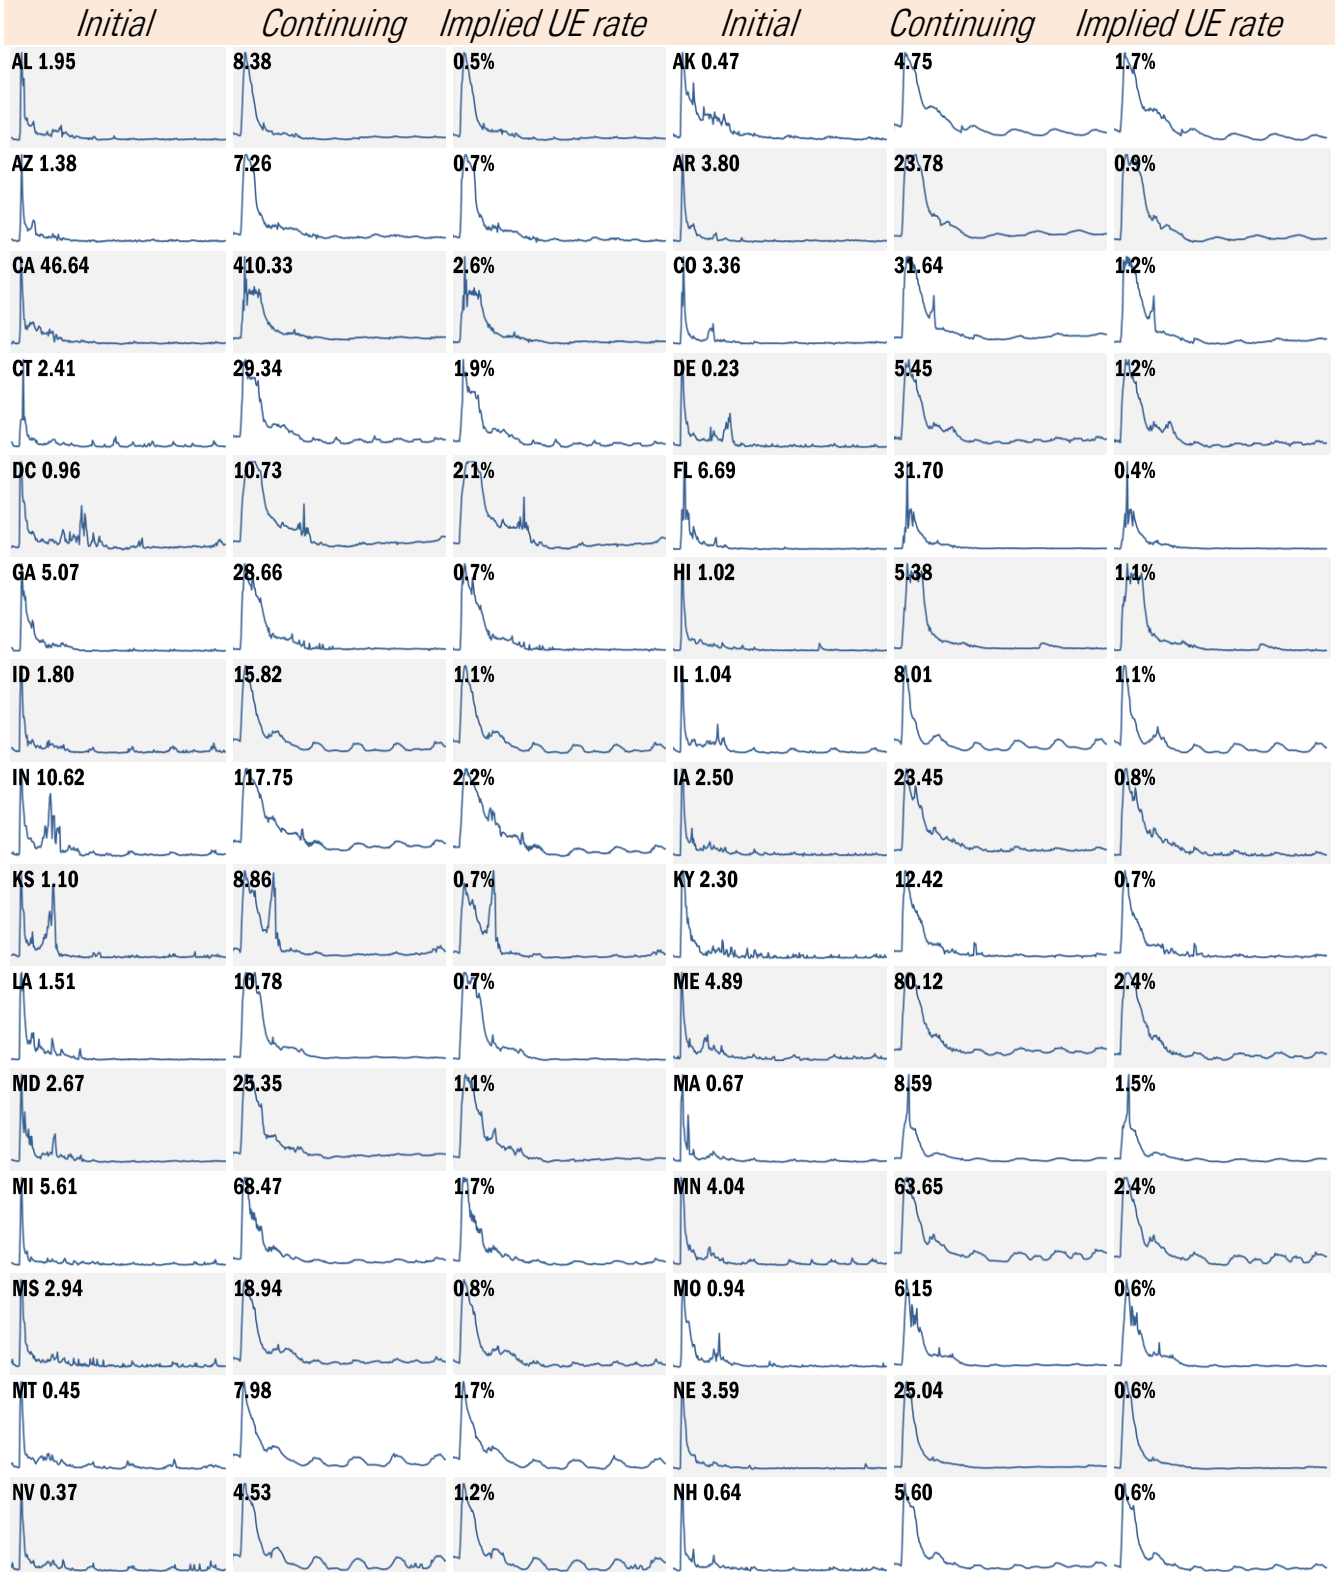 Initial Continuing Implied UE rate Initial Continuing Implied UE rate
AL 1.95 8.38 0.5% AK 0.47 4.75 1.7%
AZ 1.38 7.26 0.7% AR 3.80 23.78 0.9%
CA 46.64 410.33 2.6% CO 3.36 31.64 1.2%
CT 2.41 29.34 1.9% DE 0.23 5.45 1.2%
DC 0.96 10.73 2.1% FL 6.69 31.70 0.4%
GA 5.07 28.66 0.7% HI 1.02 5.38 1.1%
ID 1.80 15.82 1.1% IL 1.04 8.01 1.1%
IN 10.62 117.75 2.2% IA 2.50 23.45 0.8%
KS 1.10 8.86 0.7% KY 2.30 12.42 0.7%
LA 1.51 10.78 0.7% ME 4.89 80.12 2.4%
MD 2.67 25.35 1.1% MA 0.67 8.59 1.5%
MI 5.61 68.47 1.7% MN 4.04 63.65 2.4%
MS 2.94 18.94 0.8% MO 0.94 6.15 0.6%
MT 0.45 7.98 1.7% NE 3.59 25.04 0.6%
NV 0.37 4.53 1.2% NH 0.64 5.60 0.6%